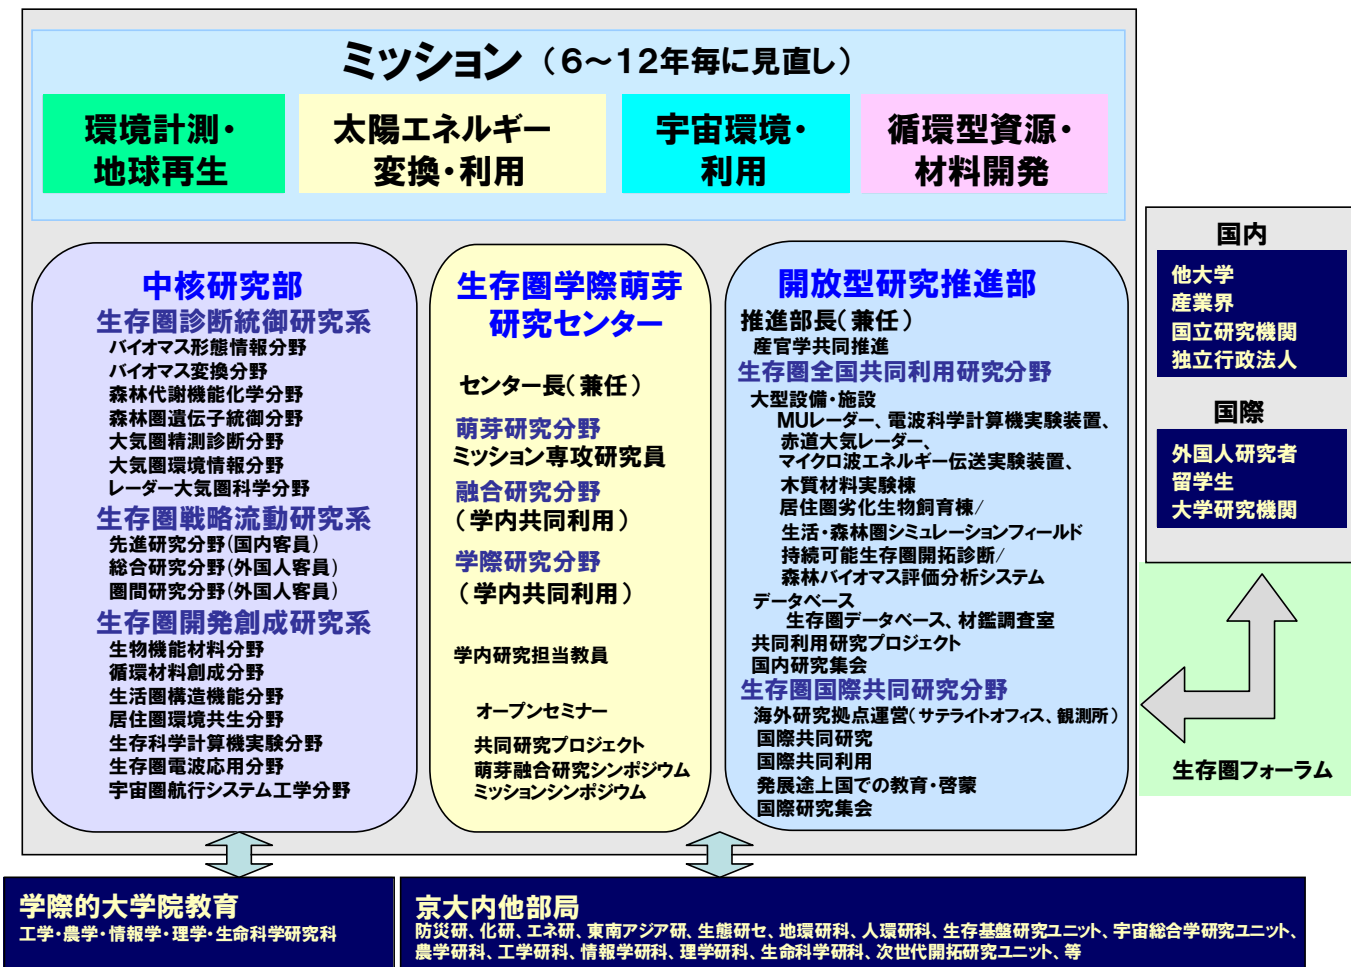 ミッション（６～１２年毎に見直し）
環境計測・
地球再生
太陽エネルギー
変換・利用
宇宙環境・
利用
循環型資源・
材料開発
中核研究部
生存圏診断統御研究系
バイオマス形態情報分野
バイオマス変換分野
森林代謝機能化学分野
森林圏遺伝子統御分野
大気圏精測診断分野
大気圏環境情報分野
レーダー大気圏科学分野
生存圏戦略流動研究系
先進研究分野(国内客員)
総合研究分野(外国人客員)
圏間研究分野(外国人客員)
生存圏開発創成研究系
生物機能材料分野
循環材料創成分野
生活圏構造機能分野
居住圏環境共生分野
生存科学計算機実験分野
生存圏電波応用分野
宇宙圏航行システム工学分野
生存圏学際萌芽
研究センター
センター長（兼任）
萌芽研究分野
ミッション専攻研究員
融合研究分野
（学内共同利用）
学際研究分野
（学内共同利用）
学内研究担当教員
オープンセミナー
共同研究プロジェクト
萌芽融合研究シンポジウム
ミッションシンポジウム
開放型研究推進部
推進部長（兼任）
産官学共同推進
生存圏全国共同利用研究分野
大型設備・施設
MUレーダー、電波科学計算機実験装置、
赤道大気レーダー、
マイクロ波エネルギー伝送実験装置、
木質材料実験棟
居住圏劣化生物飼育棟/
生活・森林圏シミュレーションフィールド
持続可能生存圏開拓診断/
森林バイオマス評価分析システム
データベース
生存圏データベース、材鑑調査室
共同利用研究プロジェクト
国内研究集会
生存圏国際共同研究分野
海外研究拠点運営（サテライトオフィス、観測所）
国際共同研究
国際共同利用
発展途上国での教育・啓蒙
国際研究集会
国内
他大学
産業界
国立研究機関
独立行政法人
国際
外国人研究者
留学生
大学研究機関
生存圏フォーラム
学際的大学院教育
工学・農学・情報学・理学・生命科学研究科
京大内他部局
防災研、化研、エネ研、東南アジア研、生態研セ、地環研科、人環研科、生存基盤研究ユニット、宇宙総合学研究ユニット、
農学研科、工学研科、情報学研科、理学研科、生命科学研科、次世代開拓研究ユニット、等